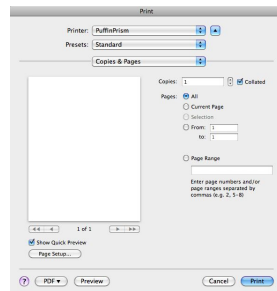 Print
Printer: PuffinPrism
Presets: Standard
Copies & Pages
Copies: 1 Collated
Pages: All
Current Page
Selection
From: 1
to: 1
Page Range
Enter page numbers and/or
page ranges separated by
commas (e.g. 2, 5–8)
1 of 1
Show Quick Preview
Page Setup...
? PDF Preview Cancel Print